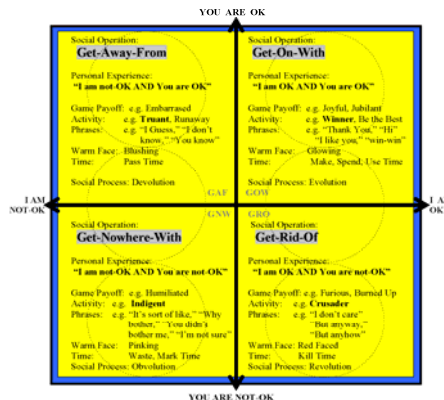 YOU ARE OK
Social Operation:
Get-Away-From
Personal Experience:
"I am not-OK AND You are OK"
Game Payoff: e.g. Embarrased
Activity: e.g. Truant, Runaway
Phrases: e.g. "I Guess," "I don't
know," "You know"
Warm Face: Blushing
Time: Pass Time
Social Process: Devolution
GAF
Social Operation:
Get-On-With
Personal Experience:
"I am OK AND You are OK"
Game Payoff: e.g. Joyful, Jubilant
Activity: e.g. Winner, Be the Best
Phrases: e.g. "Thank You," "Hi"
"I like you," "win-win"
Warm Face: Glowing
Time: Make, Spend, Use Time
Social Process: Evolution
GOW
I AM
NOT-OK
I A
OK
GNW
Social Operation:
Get-Nowhere-With
Personal Experience:
"I am not-OK AND You are not-OK"
Game Payoff: e.g. Humiliated
Activity: e.g. Indigent
Phrases: e.g. "It's sort of like," "Why
bother," "You didn't
bother me," "I'm not sure"
Warm Face: Pinking
Time: Waste, Mark Time
Social Process: Obvolution
GRO
Social Operation:
Get-Rid-Of
Personal Experience:
"I am OK AND You are not-OK"
Game Payoff: e.g. Furious, Burned Up
Activity: e.g. Crusader
Phrases: e.g. "I don't care"
"But anyway,"
"But anyhow"
Warm Face: Red Faced
Time: Kill Time
Social Process: Revolution
YOU ARE NOT-OK